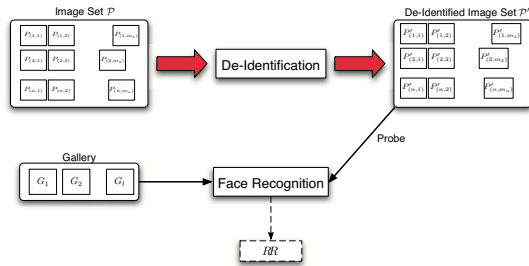 Image Set 𝒫
De-Identified Image Set 𝒫′
P(1,1) P(1,2) P(1,m₁)
P(2,1) P(2,2) P(2,m₂)
P(n,1) P(n,2) P(n,mₙ)
De-Identification
P′(1,1) P′(1,2) P′(1,m₁)
P′(2,1) P′(2,2) P′(2,m₂)
P′(n,1) P′(n,2) P′(n,mₙ)
Probe
Gallery
G₁ G₂ Gₗ
Face Recognition
RR